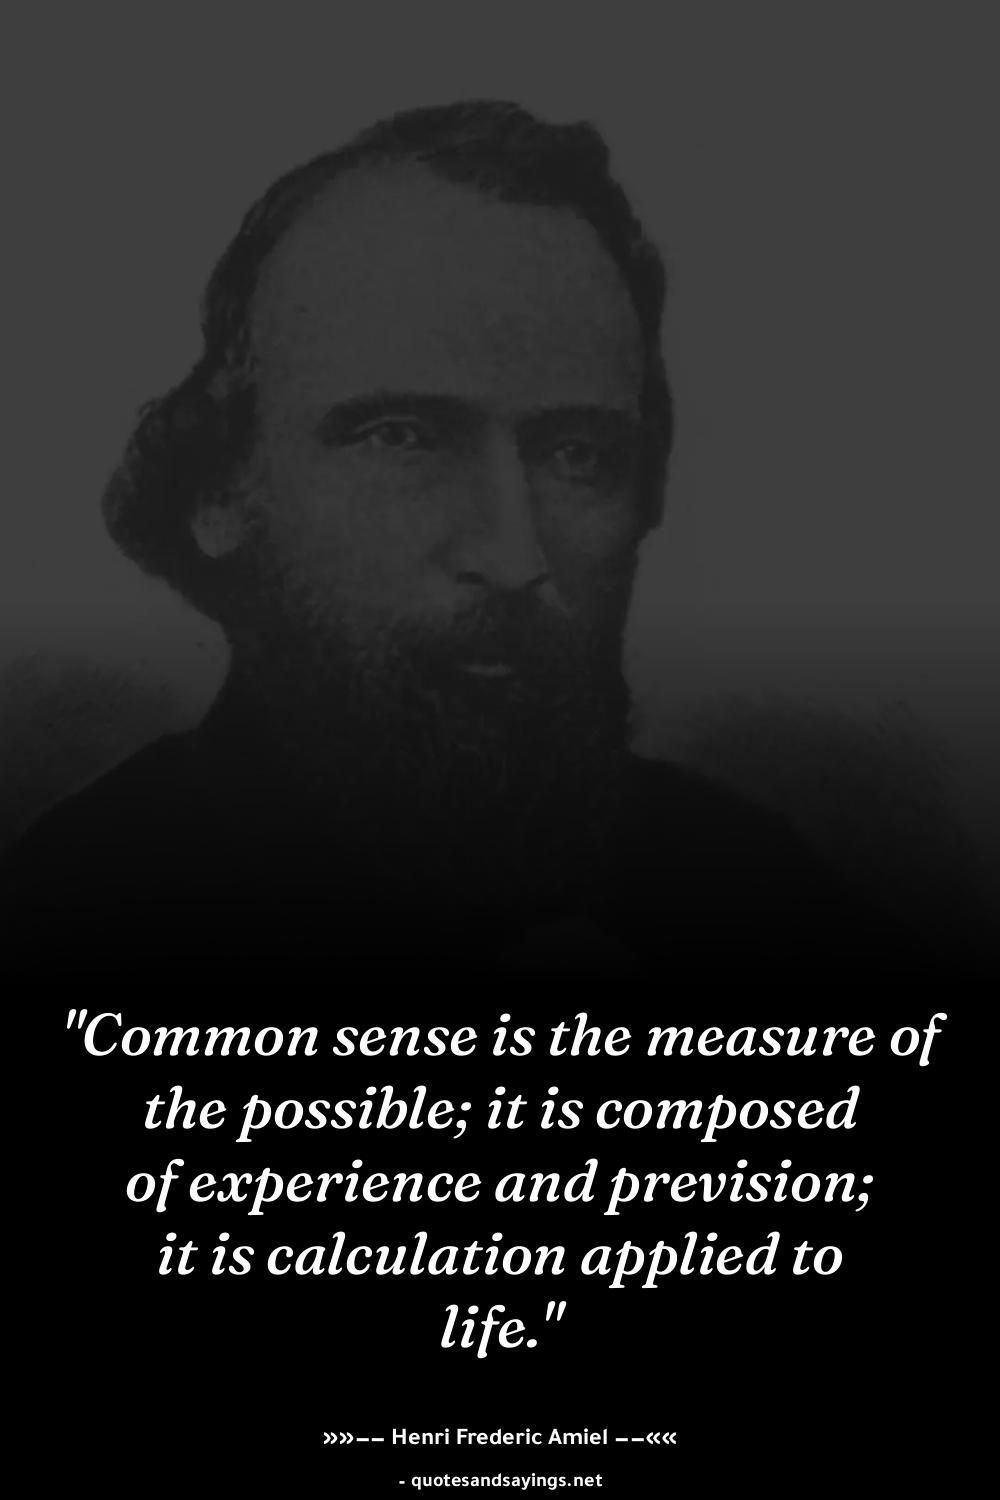 "Common sense is the measure of
the possible; it is composed
of experience and prevision;
it is calculation applied to
life."
»»–– Henri Frederic Amiel ––««
- quotesandsayings.net